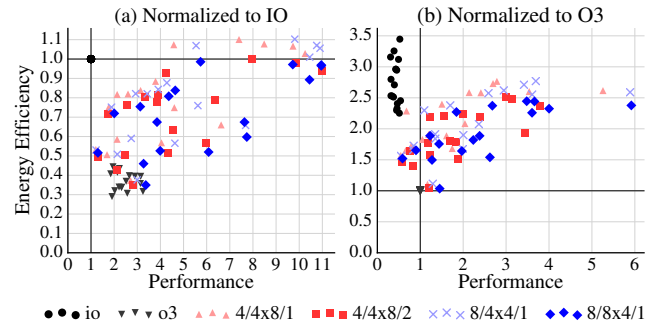 (a) Normalized to IO
(b) Normalized to O3
Energy Efficiency
1.1
1.0
0.9
0.8
0.7
0.6
0.5
0.4
0.3
0.2
0.1
0.0
0 1 2 3 4 5 6 7 8 9 10 11
Performance
3.5
3.0
2.5
2.0
1.5
1.0
0.5
0.0
0 1 2 3 4 5 6
Performance
io o3 4/4x8/1 4/4x8/2 8/4x4/1 8/8x4/1